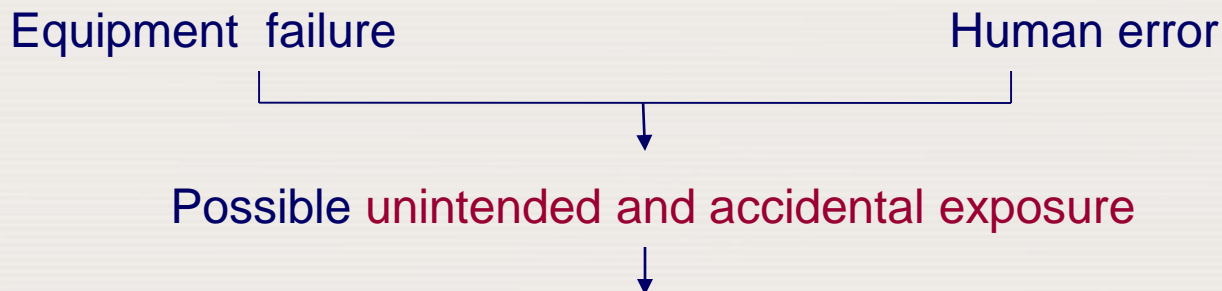 Equipment failure Human error
Possible unintended and accidental exposure